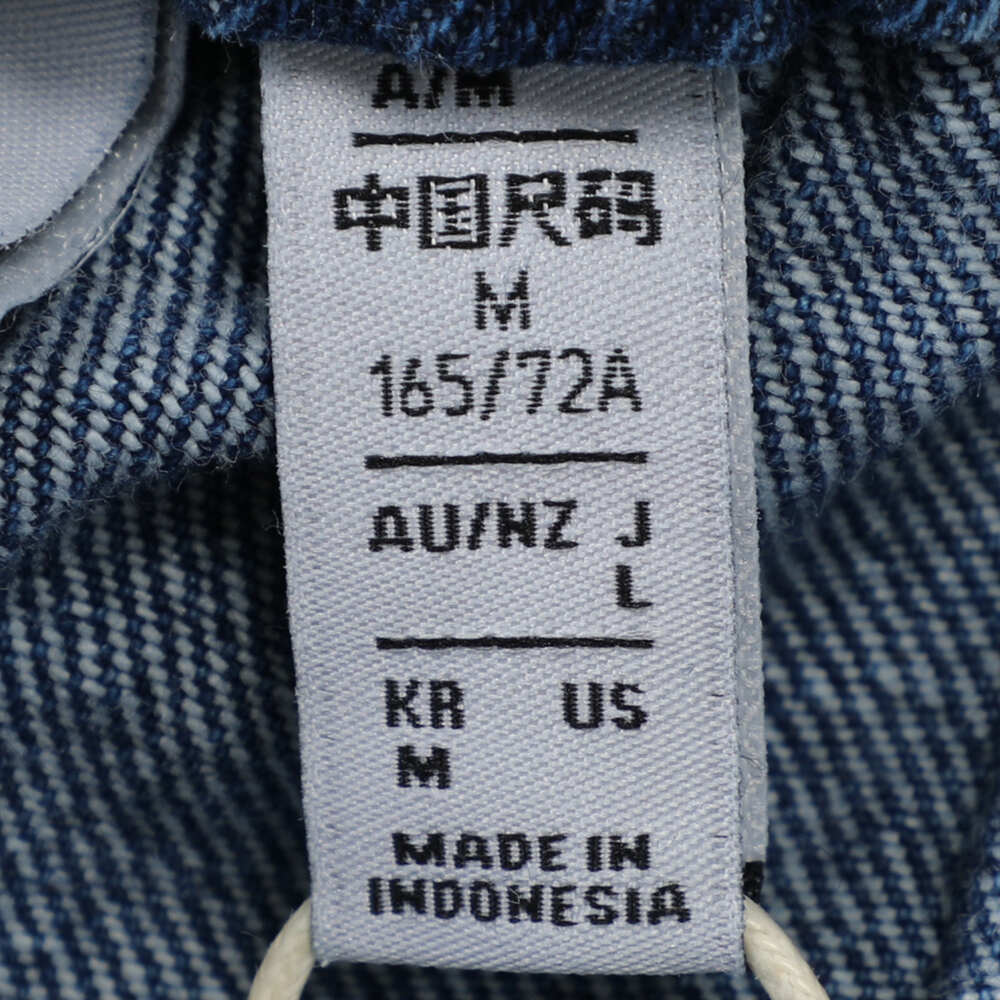 A/M
中国尺码
M
165/72A
AU/NZ J
L
KR US
M
MADE IN
INDONESIA